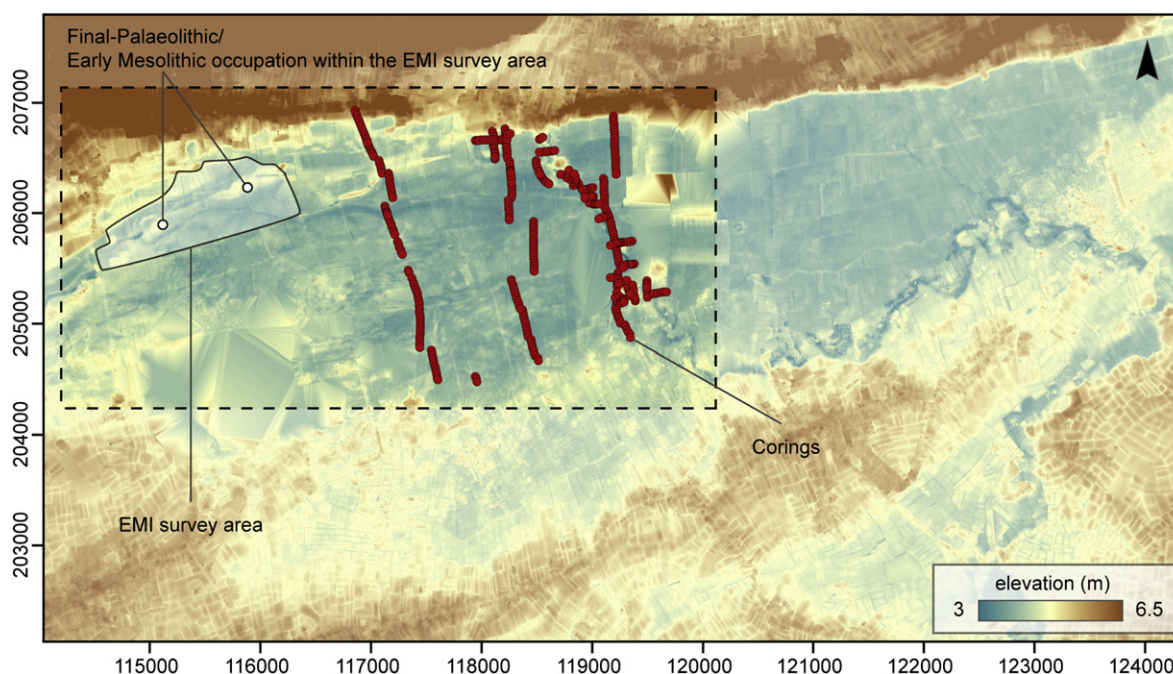 Final-Palaeolithic/
Early Mesolithic occupation within the EMI survey area
207000
206000
205000
204000
203000
Corings
EMI survey area
elevation (m)
3 6.5
115000 116000 117000 118000 119000 120000 121000 122000 123000 124000